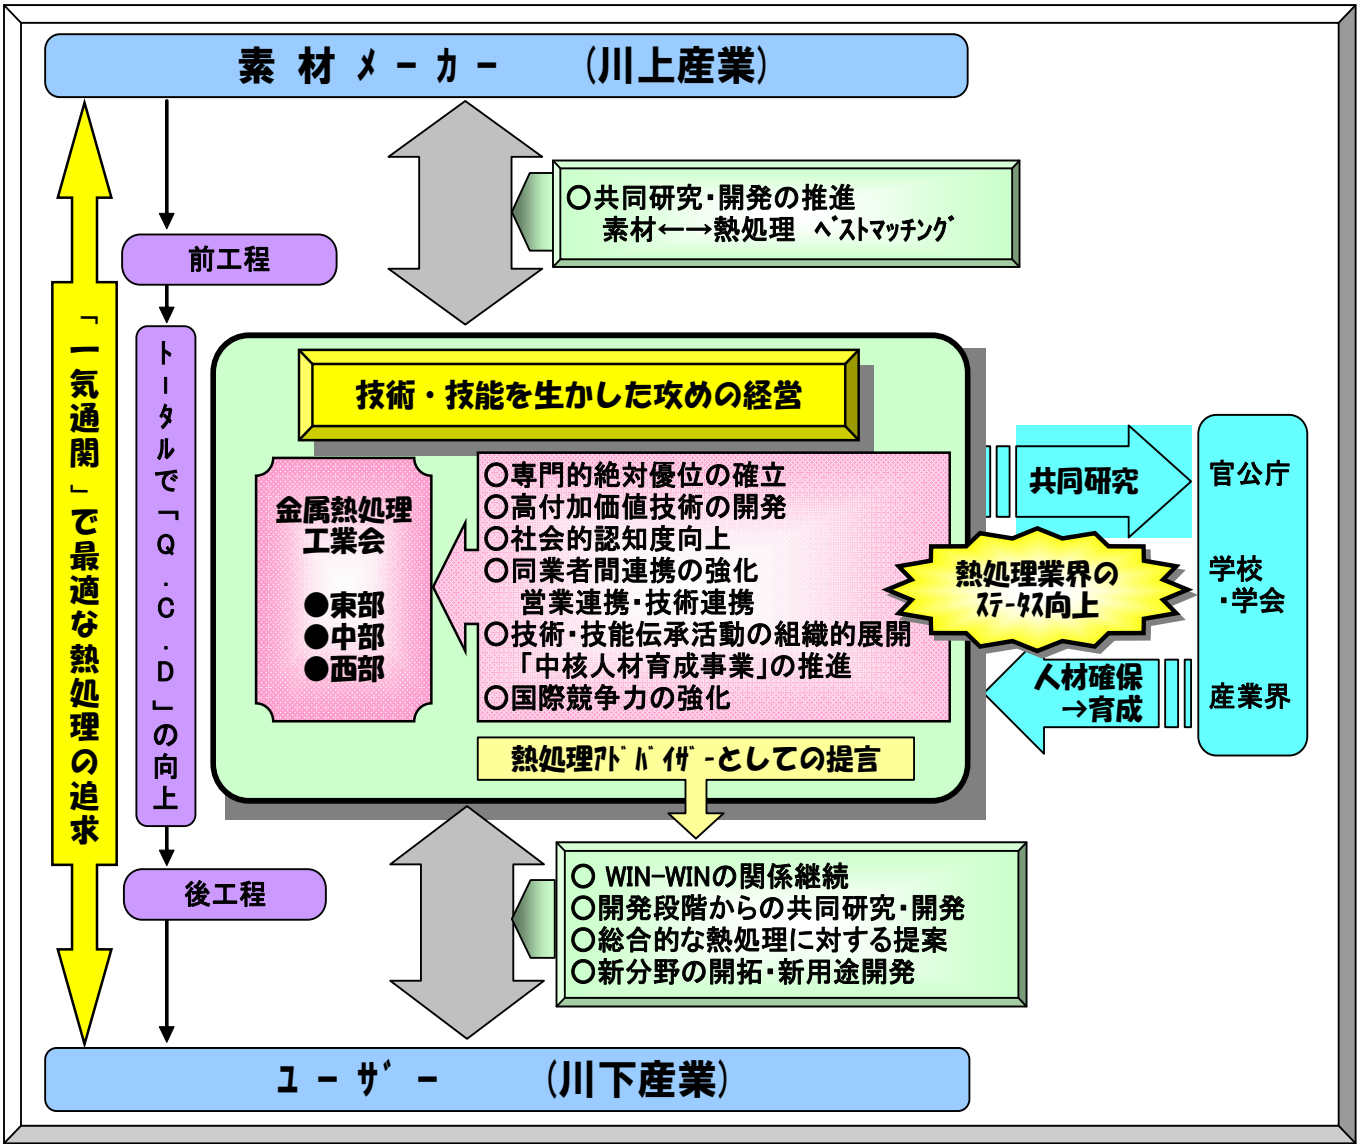 素 材 ﾒ ー ｶ ー (川上産業)
○共同研究・開発の推進
素材←→熱処理 ﾍﾞｽﾄﾏｯﾁﾝｸﾞ
前工程
「一気通関」で最適な熱処理の追求
トータルで「Q.C.D」の向上
後工程
技術・技能を生かした攻めの経営
金属熱処理
工業会
●東部
●中部
●西部
○専門的絶対優位の確立
○高付加価値技術の開発
○社会的認知度向上
○同業者間連携の強化
営業連携・技術連携
○技術・技能伝承活動の組織的展開
「中核人材育成事業」の推進
○国際競争力の強化
熱処理ｱﾄﾞﾊﾞｲｻﾞｰとしての提言
共同研究
熱処理業界の
ｽﾃｰﾀｽ向上
人材確保
→育成
官公庁
学校
・学会
産業界
○ WIN-WINの関係継続
○開発段階からの共同研究・開発
○総合的な熱処理に対する提案
○新分野の開拓・新用途開発
ﾕ ー ｻﾞ ー (川下産業)